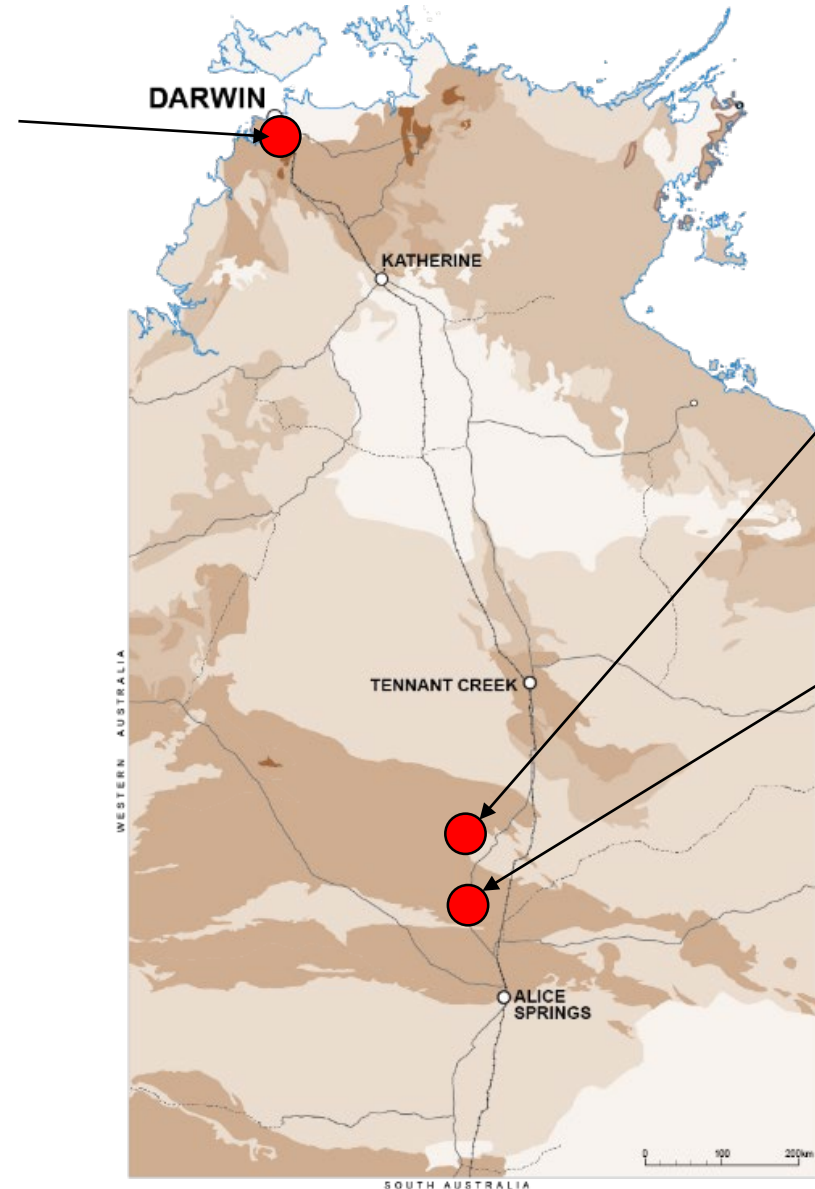 DARWIN
KATHERINE
TENNANT CREEK
WESTERN AUSTRALIA
ALICE
SPRINGS
0 100 200km
SOUTH AUSTRALIA